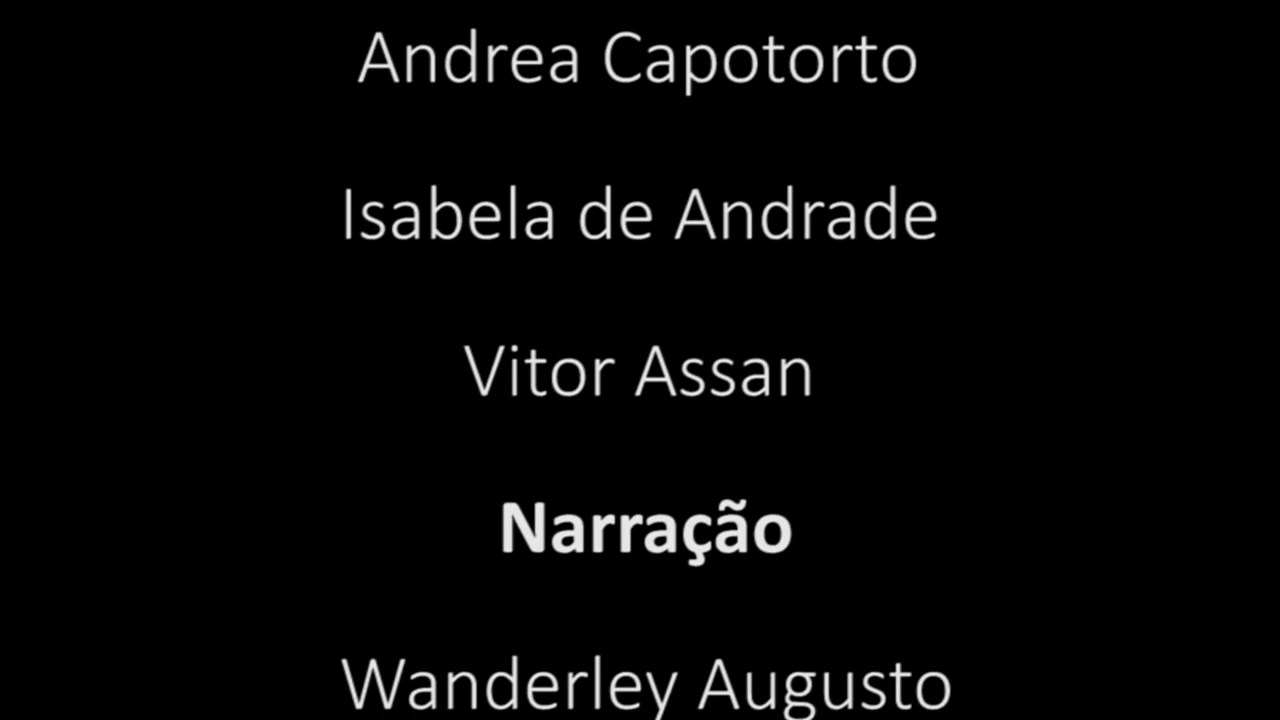 Andrea Capotorto
Isabela de Andrade
Vitor Assan
Narração
Wanderley Augusto